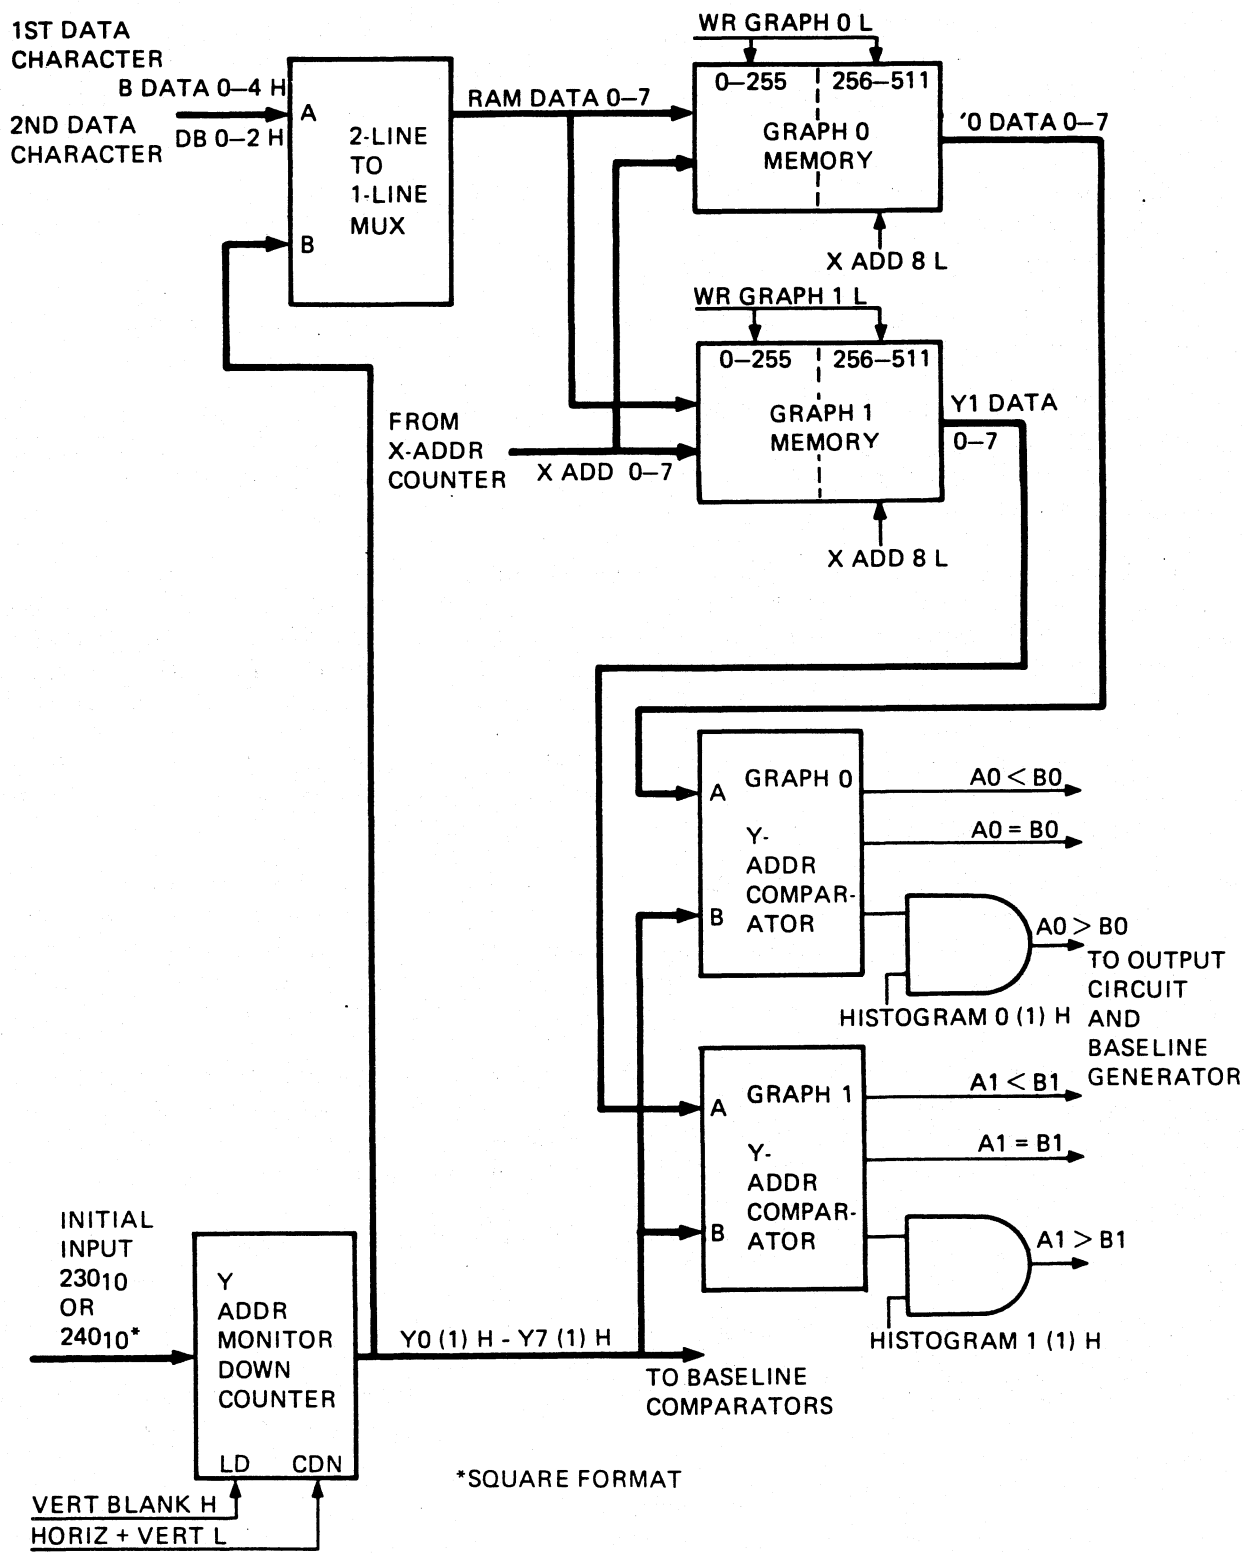 1ST DATA
CHARACTER
B DATA 0–4 H
2ND DATA
CHARACTER
DB 0–2 H
A
B
2-LINE
TO
1-LINE
MUX
RAM DATA 0–7
WR GRAPH 0 L
0–255
256–511
GRAPH 0
MEMORY
'0 DATA 0–7
X ADD 8 L
WR GRAPH 1 L
0–255
256–511
GRAPH 1
MEMORY
Y1 DATA
0–7
X ADD 8 L
FROM
X-ADDR
COUNTER
X ADD 0–7
A
B
GRAPH 0
Y-
ADDR
COMPAR-
ATOR
A0 < B0
A0 = B0
A0 > B0
HISTOGRAM 0 (1) H
TO OUTPUT
CIRCUIT
AND
BASELINE
GENERATOR
A
B
GRAPH 1
Y-
ADDR
COMPAR-
ATOR
A1 < B1
A1 = B1
A1 > B1
HISTOGRAM 1 (1) H
INITIAL
INPUT
230₁₀
OR
240₁₀*
Y
ADDR
MONITOR
DOWN
COUNTER
LD
CDN
Y0 (1) H - Y7 (1) H
TO BASELINE
COMPARATORS
*SQUARE FORMAT
VERT BLANK H
HORIZ + VERT L